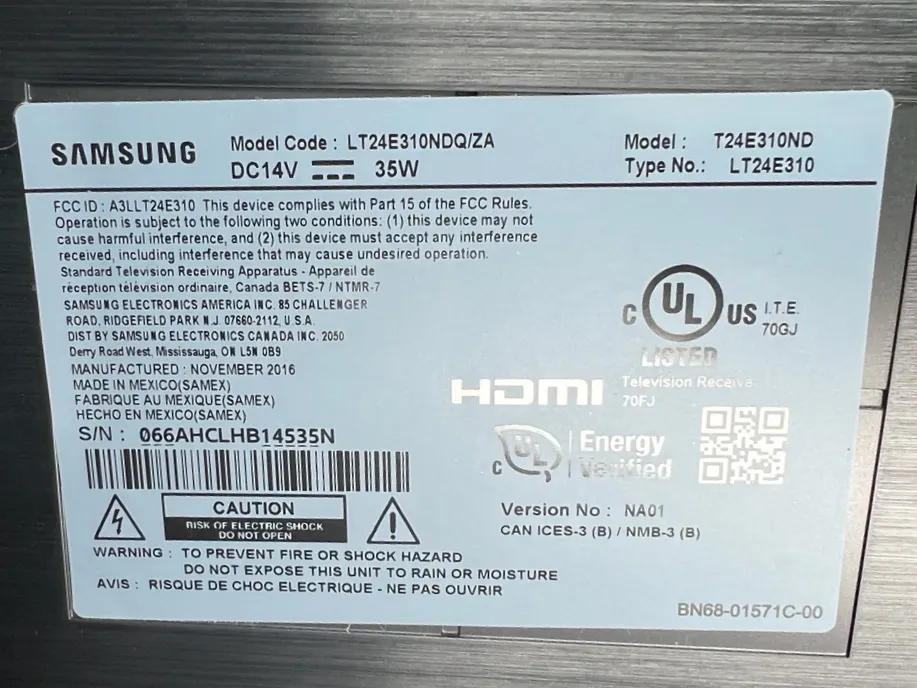 SAMSUNG
Model Code : LT24E310NDQ/ZA
DC14V 35W
Model : T24E310ND
Type No.: LT24E310
FCC ID : A3LLT24E310 This device complies with Part 15 of the FCC Rules.
Operation is subject to the following two conditions: (1) this device may not
cause harmful interference, and (2) this device must accept any interference
received, including interference that may cause undesired operation.
Standard Television Receiving Apparatus - Appareil de
réception télévision ordinaire, Canada BETS-7 / NTMR-7
SAMSUNG ELECTRONICS AMERICA INC. 85 CHALLENGER
ROAD, RIDGEFIELD PARK N.J. 07660-2112, U.S.A.
DIST BY SAMSUNG ELECTRONICS CANADA INC. 2050
Derry Road West, Mississauga, ON L5N 0B9
MANUFACTURED : NOVEMBER 2016
MADE IN MEXICO(SAMEX)
FABRIQUE AU MEXIQUE(SAMEX)
HECHO EN MEXICO(SAMEX)
S/N : 066AHCLHB14535N
CAUTION
RISK OF ELECTRIC SHOCK
DO NOT OPEN
WARNING : TO PREVENT FIRE OR SHOCK HAZARD
DO NOT EXPOSE THIS UNIT TO RAIN OR MOISTURE
AVIS : RISQUE DE CHOC ELECTRIQUE - NE PAS OUVRIR
C UL US I.T.E.
70GJ
LISTED
Television Receive
70FJ
HDMI
C UL Energy
Verified
Version No : NA01
CAN ICES-3 (B) / NMB-3 (B)
BN68-01571C-00